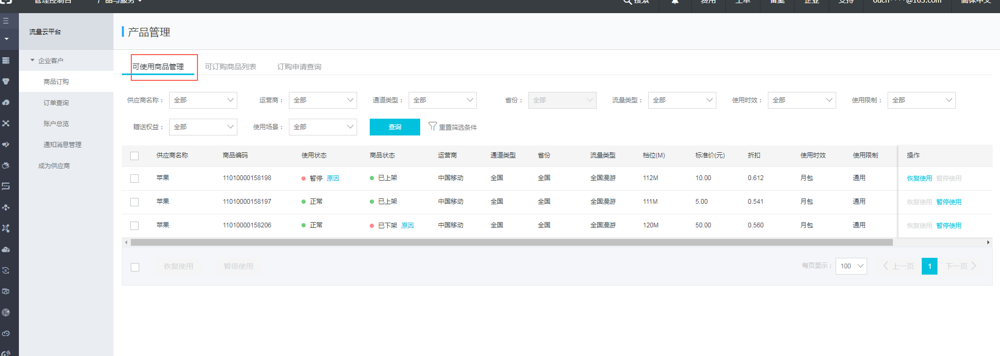 管理控制台 产品与服务 搜索 费用 工单 备案 企业 支持 ouch****@163.com 简体中文
流量云平台
企业客户
商品订购
订单查询
账户总览
通知消息管理
成为供应商
产品管理
可使用商品管理 可订购商品列表 订购申请查询
供应商名称： 全部 运营商： 全部 通道类型： 全部 省份： 全部 流量类型： 全部 使用时效： 全部 使用限制： 全部
赠送权益： 全部 使用场景： 全部 查询 重置筛选条件
供应商名称 商品编码 使用状态 商品状态 运营商 通道类型 省份 流量类型 档位(M) 标准价(元) 折扣 使用时效 使用限制 操作
苹果 11010000158198 暂停 原因 已上架 中国移动 全国 全国 全国漫游 112M 10.00 0.612 月包 通用 恢复使用 暂停使用
苹果 11010000158197 正常 已上架 中国移动 全国 全国 全国漫游 111M 5.00 0.541 月包 通用 恢复使用 暂停使用
苹果 11010000158206 正常 已下架 原因 中国移动 全国 全国 全国漫游 120M 50.00 0.560 月包 通用 恢复使用 暂停使用
恢复使用 暂停使用 每页显示： 100 上一页 1 下一页